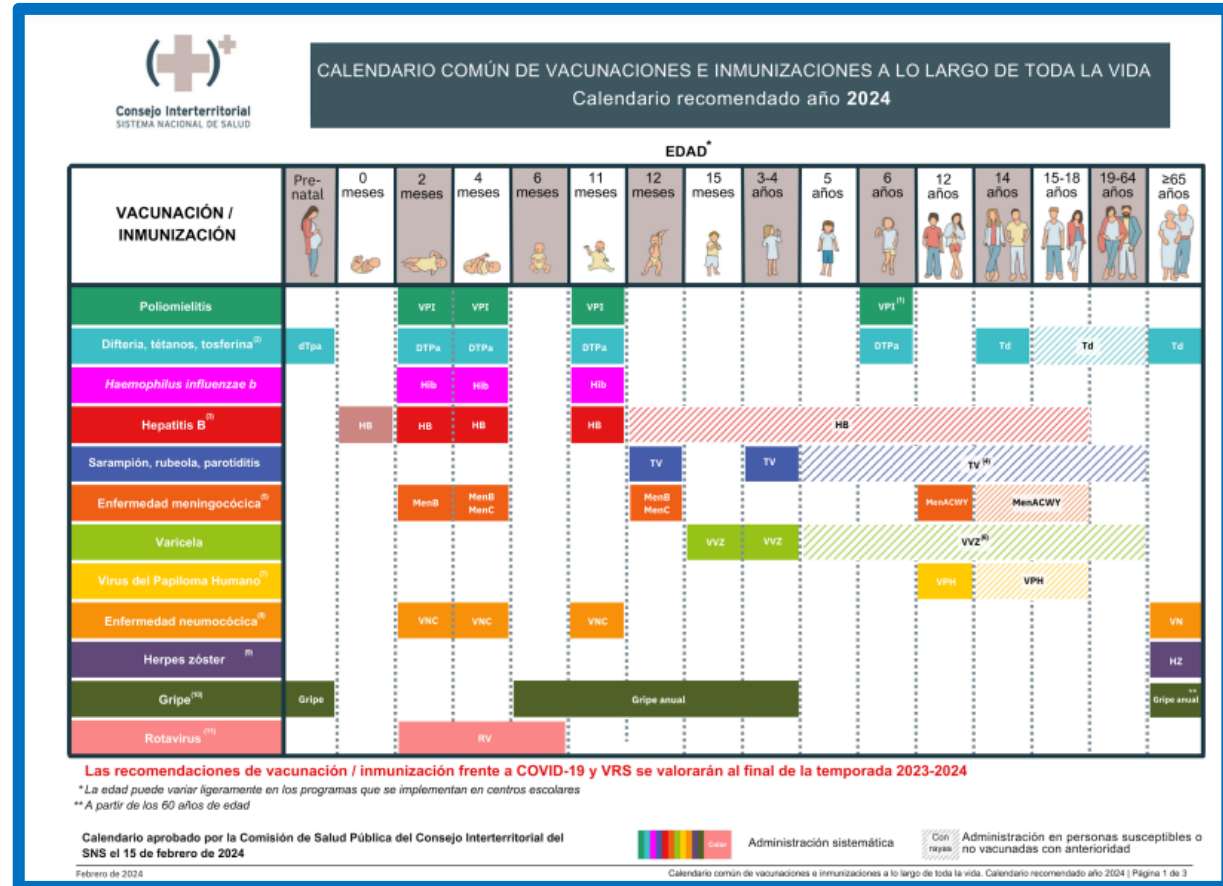 Consejo Interterritorial
SISTEMA NACIONAL DE SALUD
CALENDARIO COMÚN DE VACUNACIONES E INMUNIZACIONES A LO LARGO DE TODA LA VIDA
Calendario recomendado año 2024
EDAD*
VACUNACIÓN / INMUNIZACIÓN Pre-natal 0 meses 2 meses 4 meses 6 meses 11 meses 12 meses 15 meses 3-4 años 5 años 6 años 12 años 14 años 15-18 años 19-64 años ≥65 años
Poliomielitis VPI VPI VPI VPI (1)
Difteria, tétanos, tosferina (2) dTpa DTPa DTPa DTPa DTPa Td Td Td
Haemophilus influenzae b Hib Hib Hib
Hepatitis B (3) HB HB HB HB HB
Sarampión, rubeola, parotiditis TV TV TV (4)
Enfermedad meningocócica (5) MenB MenB MenC MenB MenC MenACWY MenACWY
Varicela VVZ VVZ VVZ (6)
Virus del Papiloma Humano (7) VPH VPH
Enfermedad neumocócica (8) VNC VNC VNC VN
Herpes zóster (9) HZ
Gripe (10) Gripe Gripe anual Gripe anual **
Rotavirus (11) RV
Las recomendaciones de vacunación / inmunización frente a COVID-19 y VRS se valorarán al final de la temporada 2023-2024
* La edad puede variar ligeramente en los programas que se implementan en centros escolares
** A partir de los 60 años de edad
Calendario aprobado por la Comisión de Salud Pública del Consejo Interterritorial del
SNS el 15 de febrero de 2024
Color Administración sistemática
Con rayas Administración en personas susceptibles o
no vacunadas con anterioridad
Febrero de 2024 Calendario común de vacunaciones e inmunizaciones a lo largo de toda la vida. Calendario recomendado año 2024 | Página 1 de 3